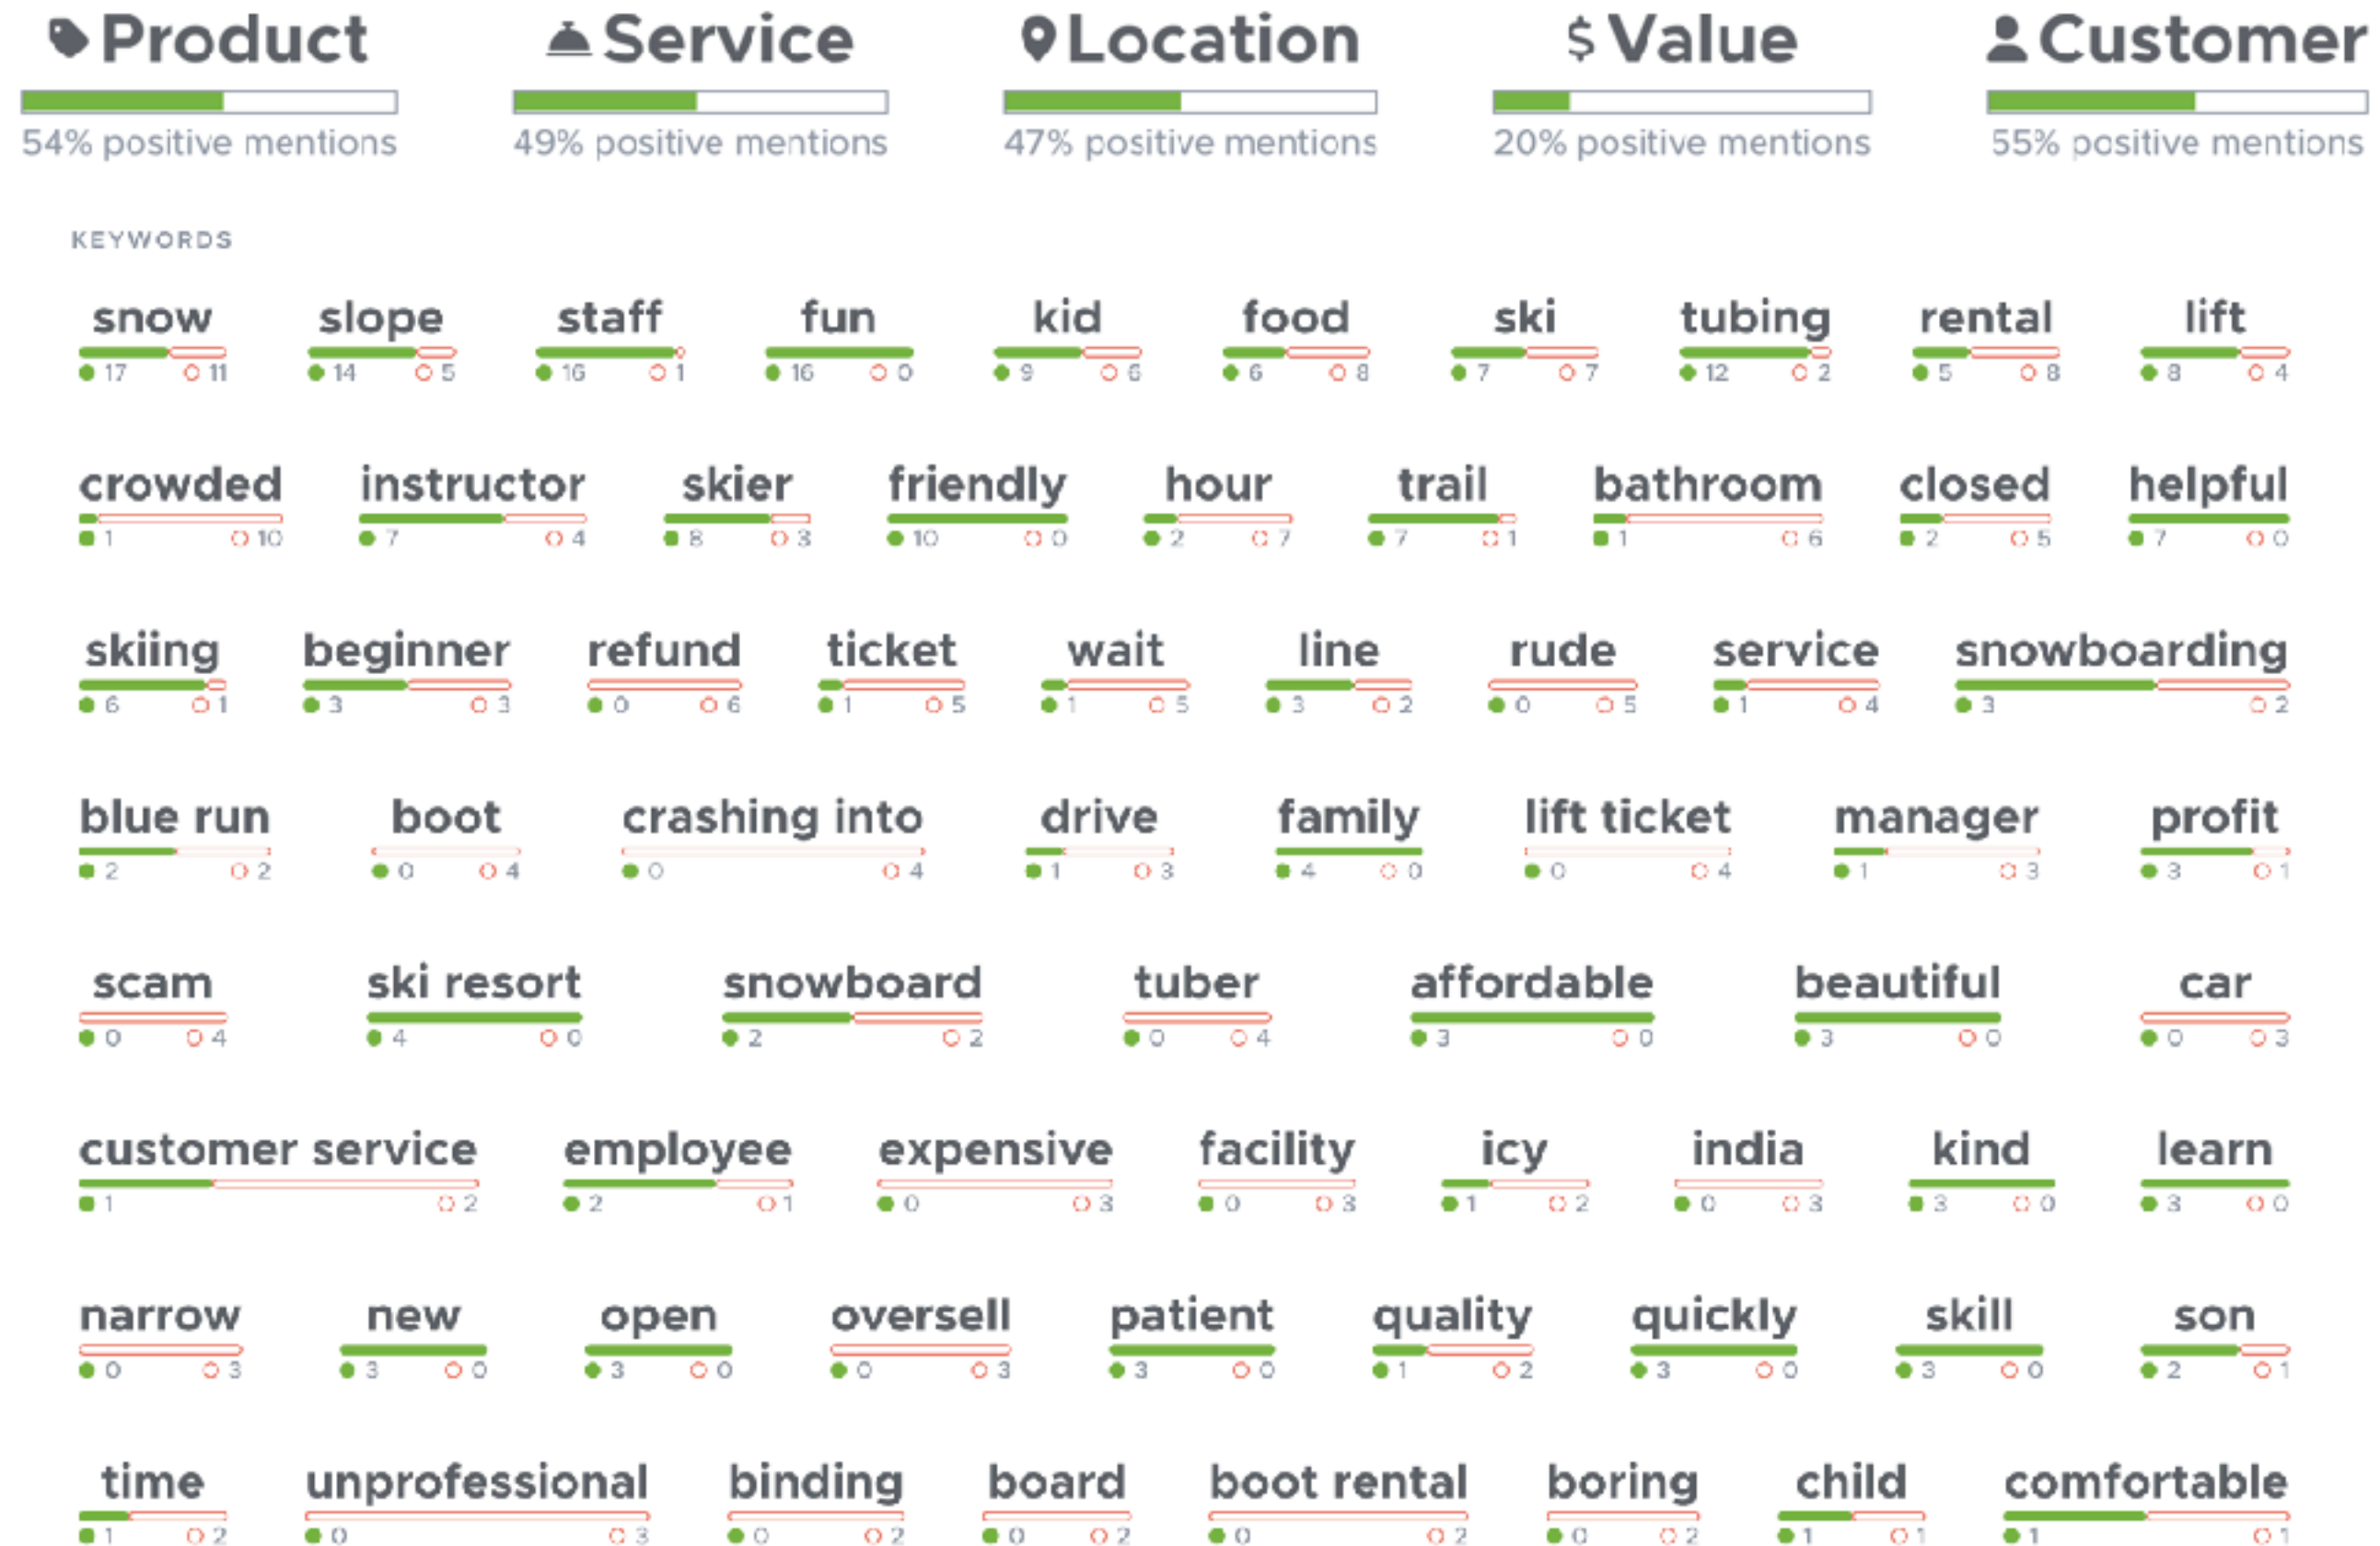 Product Service Location $ Value Customer
54% positive mentions 49% positive mentions 47% positive mentions 20% positive mentions 55% positive mentions
KEYWORDS
snow slope staff fun kid food ski tubing rental lift
17 11 14 5 16 1 16 0 9 6 6 8 7 7 12 2 5 8 8 4
crowded instructor skier friendly hour trail bathroom closed helpful
1 10 7 4 8 3 10 0 2 7 7 1 1 6 2 5 7 0
skiing beginner refund ticket wait line rude service snowboarding
6 1 3 3 0 6 1 5 1 5 3 2 0 5 1 4 3 2
blue run boot crashing into drive family lift ticket manager profit
2 2 0 4 0 4 1 3 4 0 0 4 1 3 3 1
scam ski resort snowboard tuber affordable beautiful car
0 4 4 0 2 2 0 4 3 0 3 0 0 3
customer service employee expensive facility icy india kind learn
1 2 2 1 0 3 0 3 1 2 0 3 3 0 3 0
narrow new open oversell patient quality quickly skill son
0 3 3 0 3 0 0 3 3 0 1 2 3 0 3 0 2 1
time unprofessional binding board boot rental boring child comfortable
1 2 0 3 0 2 0 2 0 2 0 2 1 1 1 1